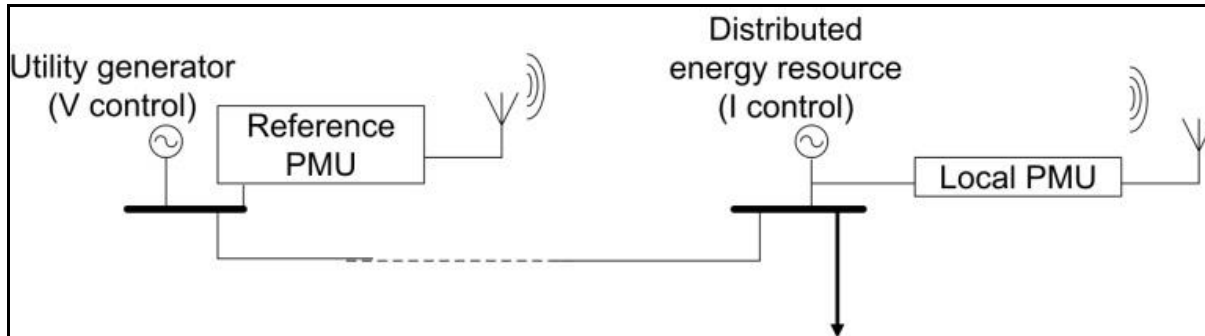 Utility generator
(V control)
Reference
PMU
Distributed
energy resource
(I control)
Local PMU